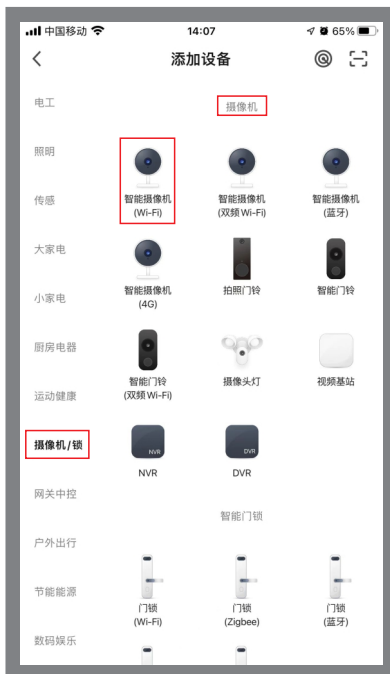 中国移动
14:07
65%
添加设备
电工
照明
传感
大家电
小家电
厨房电器
运动健康
摄像机/锁
网关中控
户外出行
节能能源
数码娱乐
摄像机
智能摄像机
(Wi-Fi)
智能摄像机
(双频 Wi-Fi)
智能摄像机
(蓝牙)
智能摄像机
(4G)
拍照门铃
智能门铃
智能门铃
(双频 Wi-Fi)
摄像头灯
视频基站
NVR
NVR
DVR
DVR
智能门锁
门锁
(Wi-Fi)
门锁
(Zigbee)
门锁
(蓝牙)